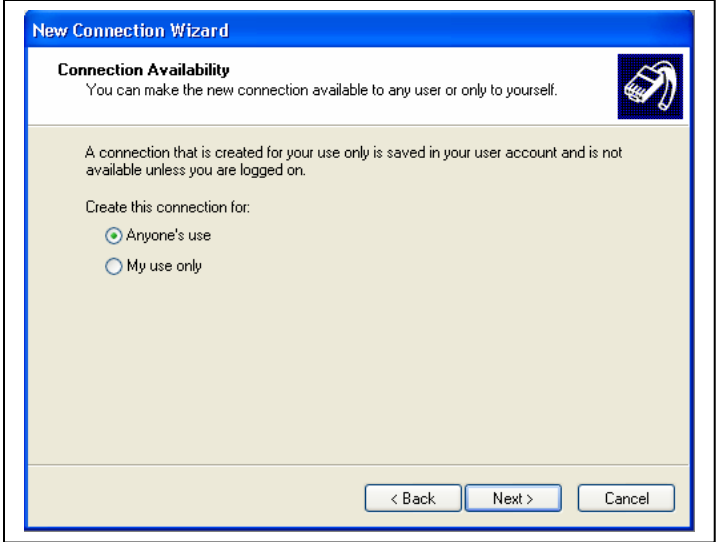 New Connection Wizard
Connection Availability
You can make the new connection available to any user or only to yourself.
A connection that is created for your use only is saved in your user account and is not
available unless you are logged on.
Create this connection for:
Anyone's use
My use only
< Back
Next >
Cancel